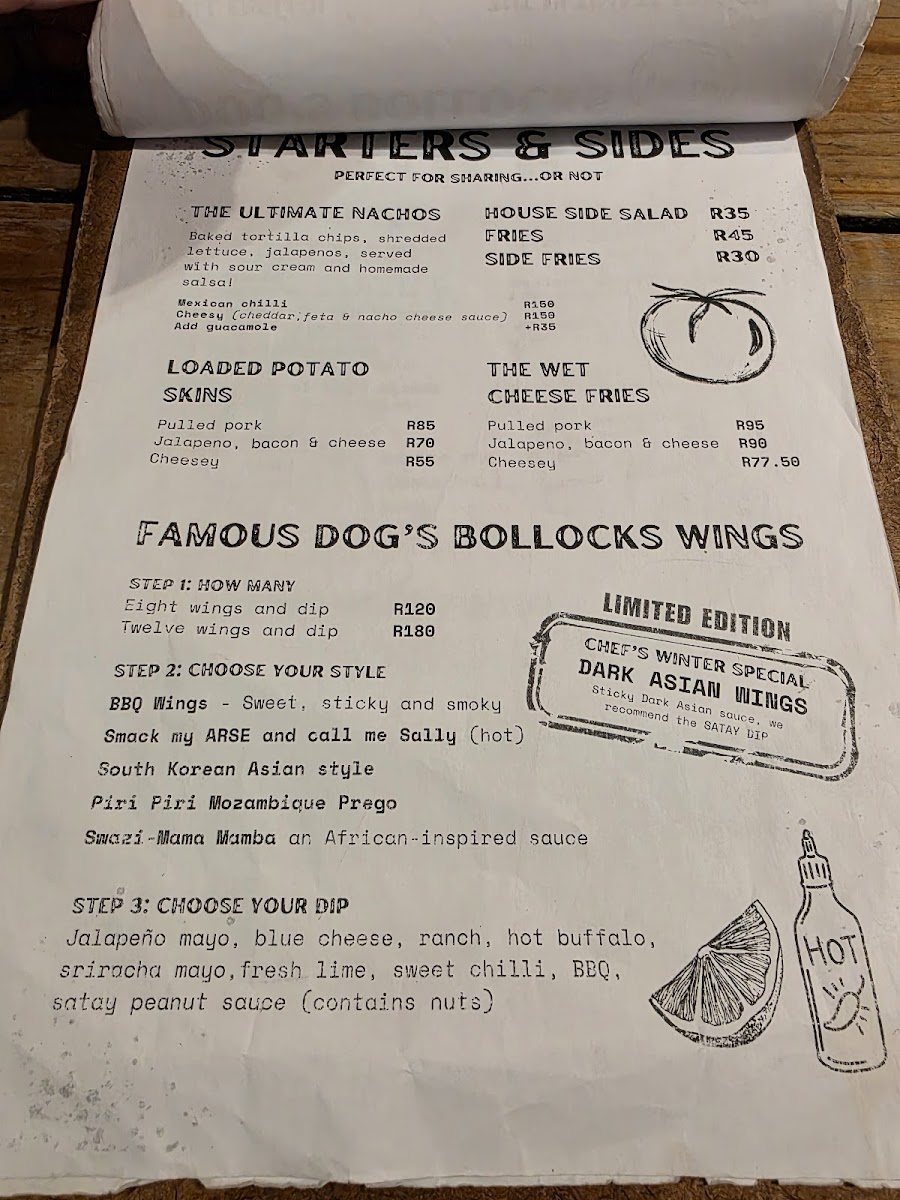 STARTERS & SIDES
PERFECT FOR SHARING...OR NOT
THE ULTIMATE NACHOS
Baked tortilla chips, shredded
lettuce, jalapenos, served
with sour cream and homemade
salsa!
Mexican chilli R150
Cheesy (cheddar, feta & nacho cheese sauce) R150
Add guacamole +R35
HOUSE SIDE SALAD R35
FRIES R45
SIDE FRIES R30
LOADED POTATO
SKINS
Pulled pork R85
Jalapeno, bacon & cheese R70
Cheesey R55
THE WET
CHEESE FRIES
Pulled pork R95
Jalapeno, bacon & cheese R90
Cheesey R77.50
FAMOUS DOG'S BOLLOCKS WINGS
STEP 1: HOW MANY
Eight wings and dip R120
Twelve wings and dip R180
STEP 2: CHOOSE YOUR STYLE
BBQ Wings - Sweet, sticky and smoky
Smack my ARSE and call me Sally (hot)
South Korean Asian style
Piri Piri Mozambique Prego
Swazi-Mama Mamba an African-inspired sauce
LIMITED EDITION
CHEF'S WINTER SPECIAL
DARK ASIAN WINGS
Sticky Dark Asian sauce, we
recommend the SATAY DIP
STEP 3: CHOOSE YOUR DIP
Jalapeño mayo, blue cheese, ranch, hot buffalo,
sriracha mayo, fresh lime, sweet chilli, BBQ,
satay peanut sauce (contains nuts)
HOT